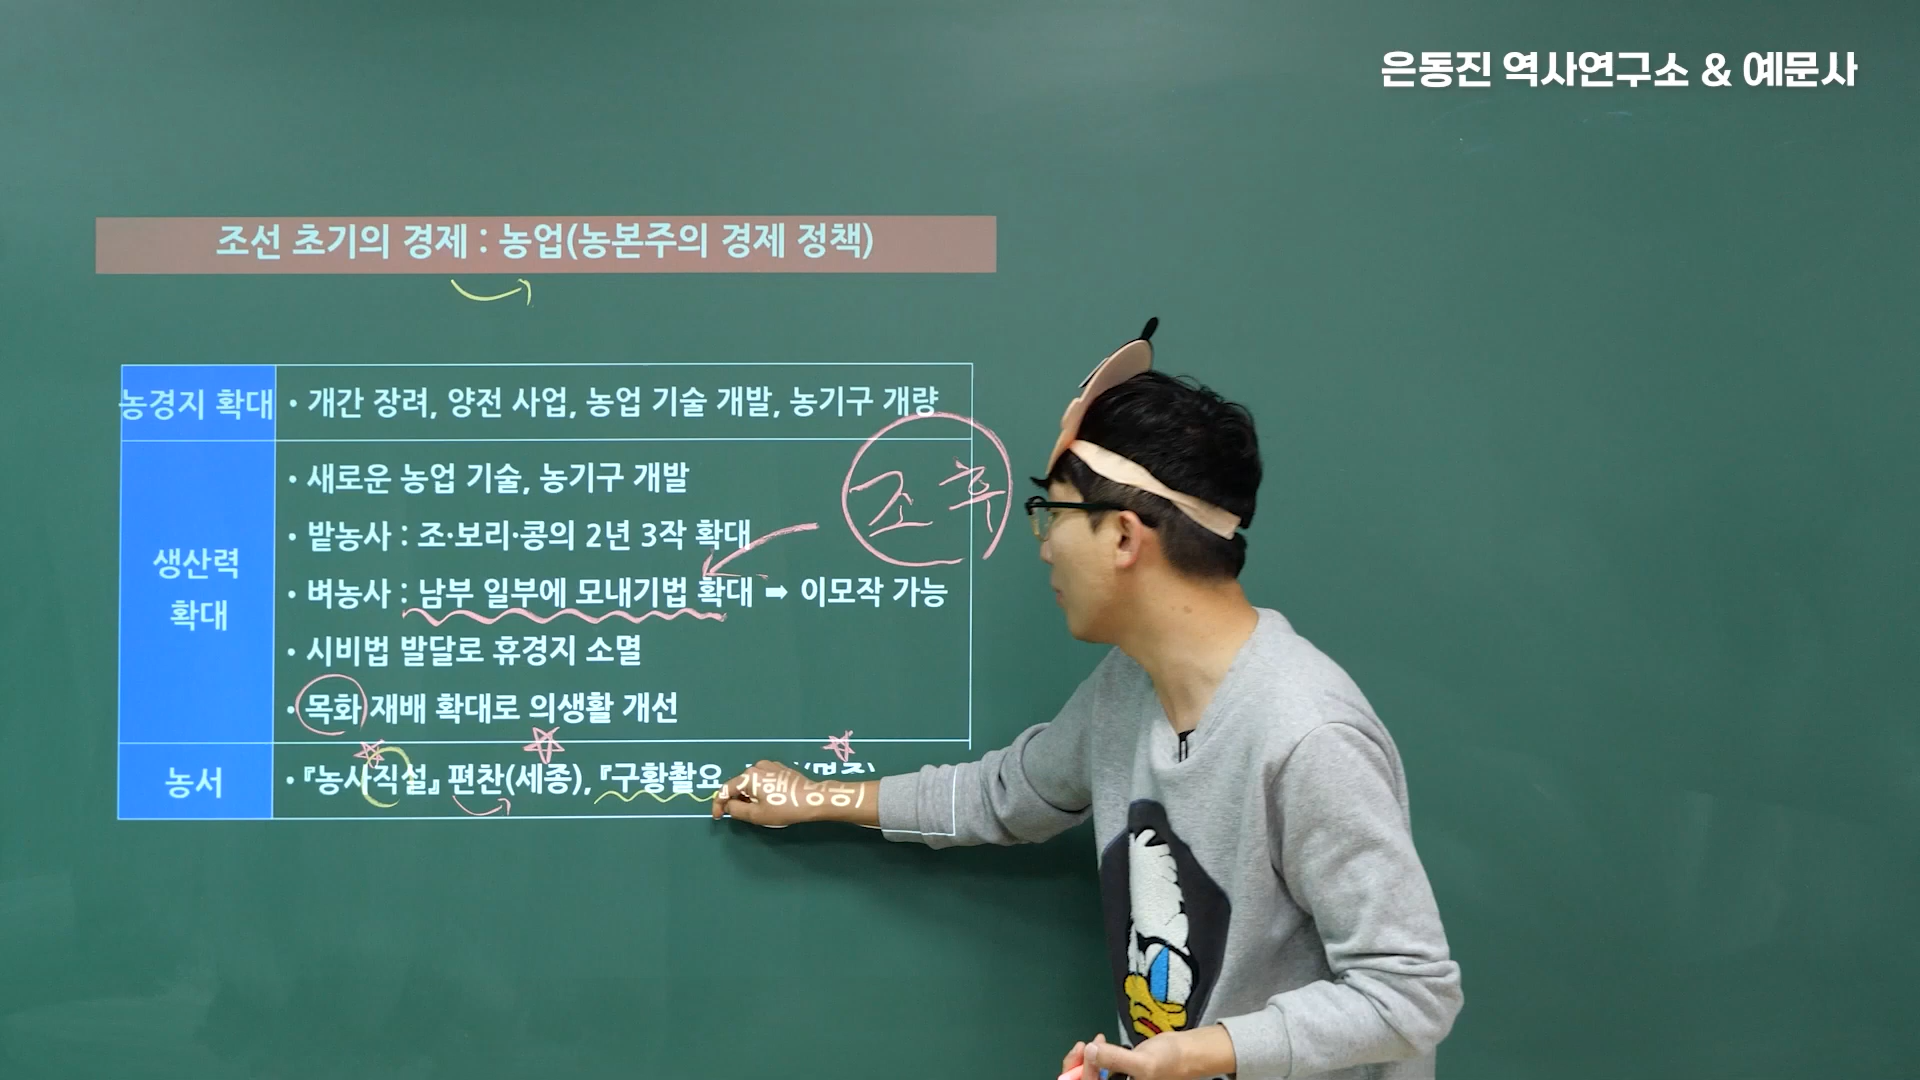 은동진 역사연구소 & 예문사
조선 초기의 경제 : 농업(농본주의 경제 정책)
농경지 확대
• 개간 장려, 양전 사업, 농업 기술 개발, 농기구 개량
생산력
확대
• 새로운 농업 기술, 농기구 개발
• 밭농사 : 조·보리·콩의 2년 3작 확대
• 벼농사 : 남부 일부에 모내기법 확대 ➡ 이모작 가능
• 시비법 발달로 휴경지 소멸
• 목화 재배 확대로 의생활 개선
조 후
농서
• 『농사직설』 편찬(세종), 『구황촬요』 간행(명종)